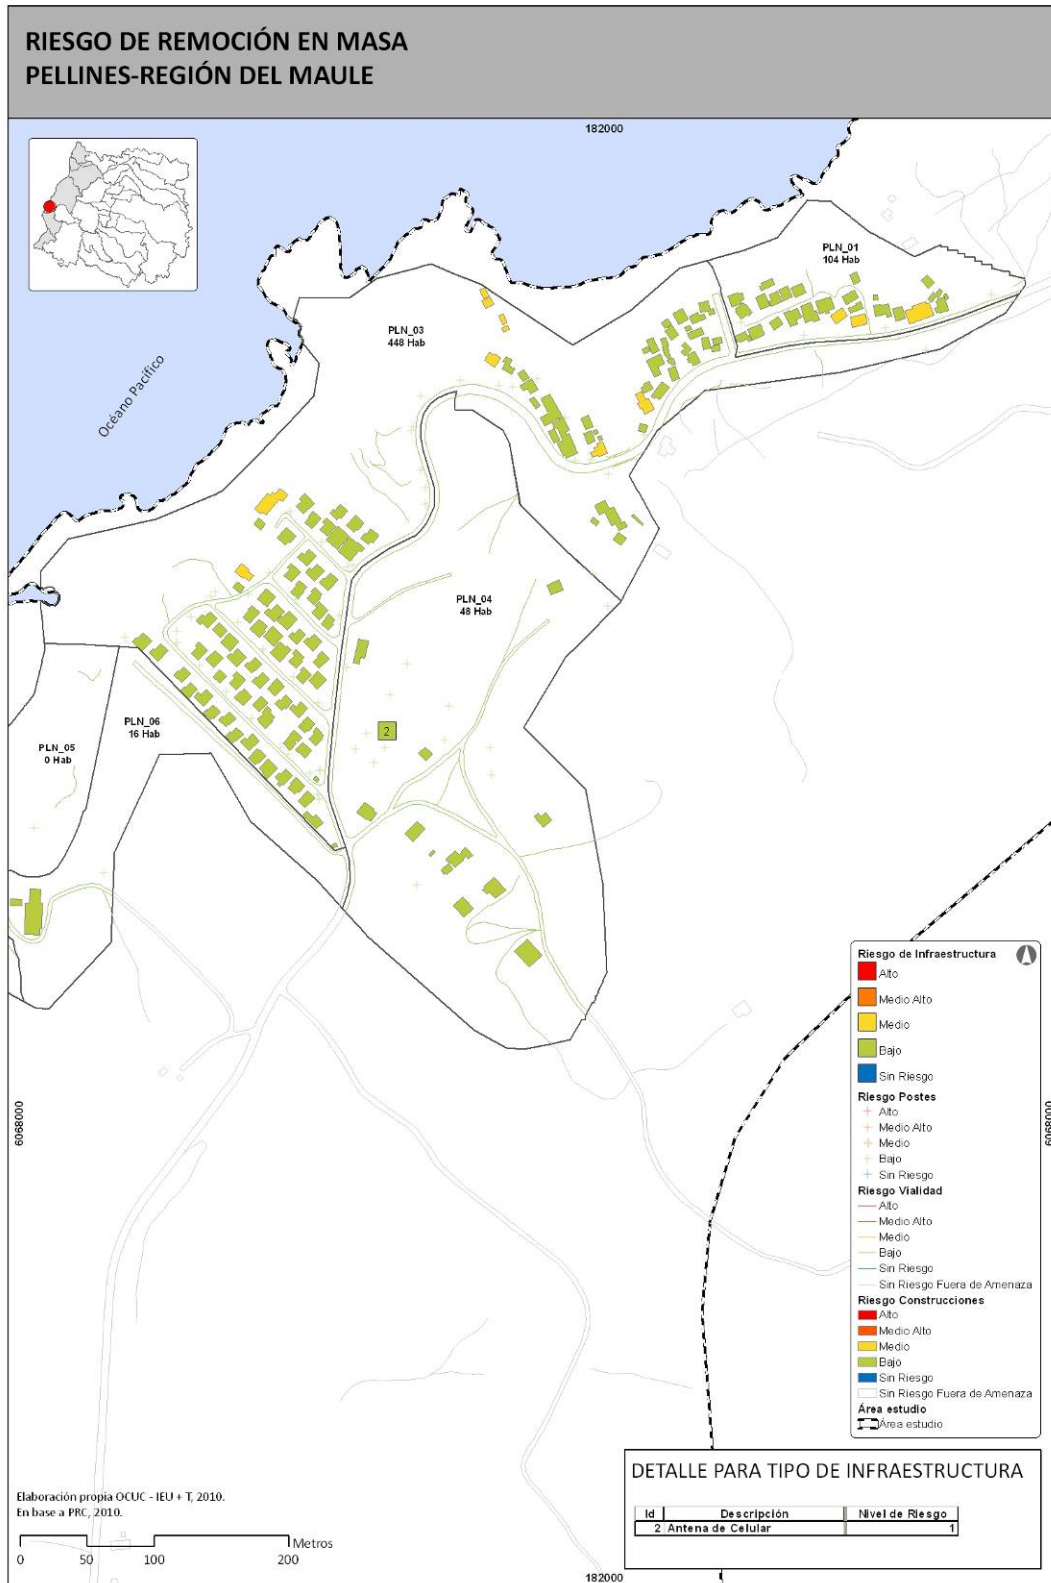 RIESGO DE REMOCIÓN EN MASA
PELLINES-REGIÓN DEL MAULE
182000
PLN_01
104 Hab
PLN_03
448 Hab
Océano Pacífico
PLN_04
48 Hab
PLN_06
16 Hab
PLN_05
0 Hab
2
6068000
6068000
Riesgo de Infraestructura
Alto
Medio Alto
Medio
Bajo
Sin Riesgo
Riesgo Postes
Alto
Medio Alto
Medio
Bajo
Sin Riesgo
Riesgo Vialidad
Alto
Medio Alto
Medio
Bajo
Sin Riesgo
Sin Riesgo Fuera de Amenaza
Riesgo Construcciones
Alto
Medio Alto
Medio
Bajo
Sin Riesgo
Sin Riesgo Fuera de Amenaza
Área estudio
Área estudio
DETALLE PARA TIPO DE INFRAESTRUCTURA
Id Descripción Nivel de Riesgo
2 Antena de Celular 1
Elaboración propia OCUC - IEU + T, 2010.
En base a PRC, 2010.
Metros
0 50 100 200
182000